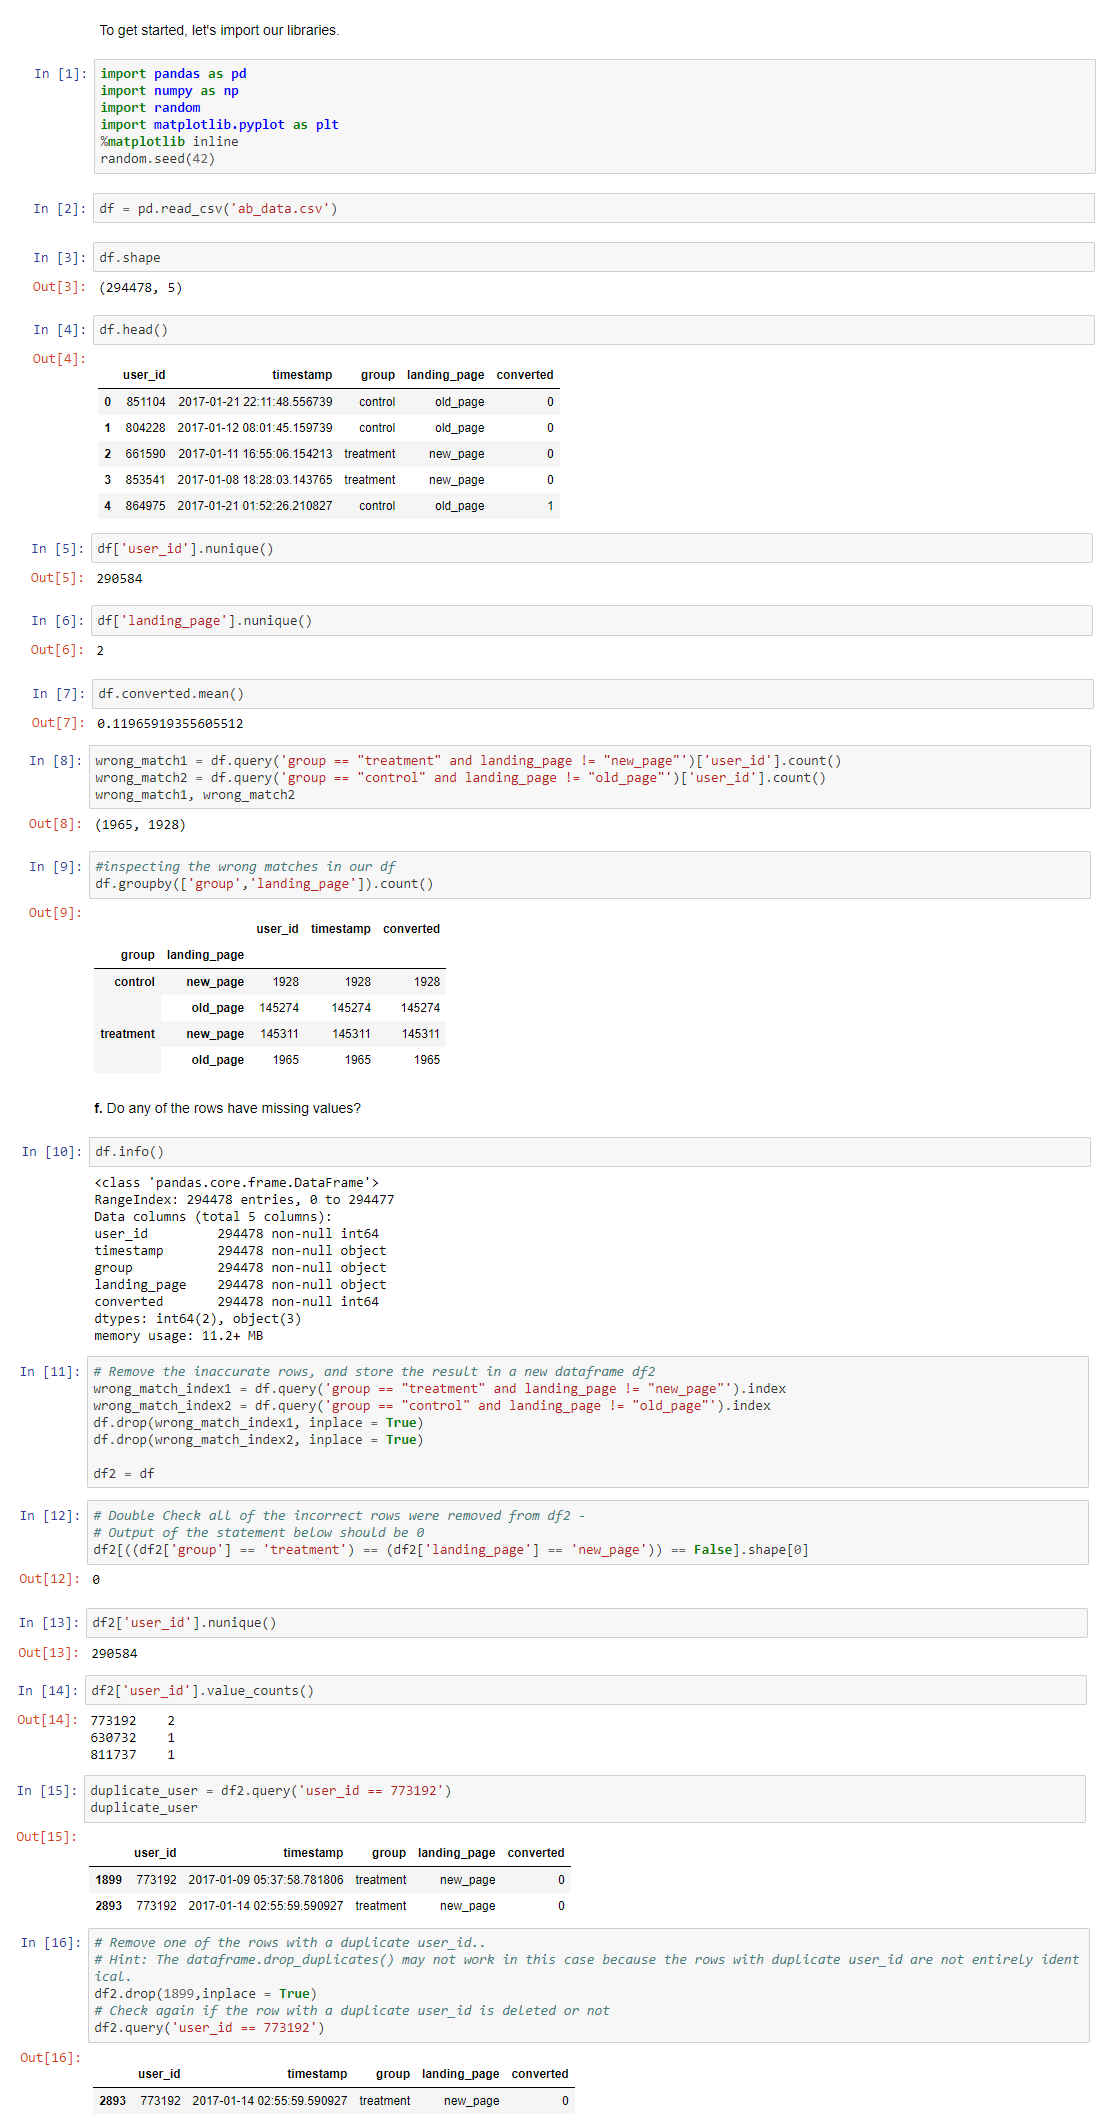 To get started, let's import our libraries.
In [1]: import pandas as pd
import numpy as np
import random
import matplotlib.pyplot as plt
%matplotlib inline
random.seed(42)
In [2]: df = pd.read_csv('ab_data.csv')
In [3]: df.shape
Out[3]: (294478, 5)
In [4]: df.head()
Out[4]:
user_id timestamp group landing_page converted
0 851104 2017-01-21 22:11:48.556739 control old_page 0
1 804228 2017-01-12 08:01:45.159739 control old_page 0
2 661590 2017-01-11 16:55:06.154213 treatment new_page 0
3 853541 2017-01-08 18:28:03.143765 treatment new_page 0
4 864975 2017-01-21 01:52:26.210827 control old_page 1
In [5]: df['user_id'].nunique()
Out[5]: 290584
In [6]: df['landing_page'].nunique()
Out[6]: 2
In [7]: df.converted.mean()
Out[7]: 0.11965919355605512
In [8]: wrong_match1 = df.query('group == "treatment" and landing_page != "new_page"')['user_id'].count()
wrong_match2 = df.query('group == "control" and landing_page != "old_page"')['user_id'].count()
wrong_match1, wrong_match2
Out[8]: (1965, 1928)
In [9]: #inspecting the wrong matches in our df
df.groupby(['group','landing_page']).count()
Out[9]:
user_id timestamp converted
group landing_page
control new_page 1928 1928 1928
old_page 145274 145274 145274
treatment new_page 145311 145311 145311
old_page 1965 1965 1965
f. Do any of the rows have missing values?
In [10]: df.info()
<class 'pandas.core.frame.DataFrame'>
RangeIndex: 294478 entries, 0 to 294477
Data columns (total 5 columns):
user_id 294478 non-null int64
timestamp 294478 non-null object
group 294478 non-null object
landing_page 294478 non-null object
converted 294478 non-null int64
dtypes: int64(2), object(3)
memory usage: 11.2+ MB
In [11]: # Remove the inaccurate rows, and store the result in a new dataframe df2
wrong_match_index1 = df.query('group == "treatment" and landing_page != "new_page"').index
wrong_match_index2 = df.query('group == "control" and landing_page != "old_page"').index
df.drop(wrong_match_index1, inplace = True)
df.drop(wrong_match_index2, inplace = True)
df2 = df
In [12]: # Double Check all of the incorrect rows were removed from df2 -
# Output of the statement below should be 0
df2[((df2['group'] == 'treatment') == (df2['landing_page'] == 'new_page')) == False].shape[0]
Out[12]: 0
In [13]: df2['user_id'].nunique()
Out[13]: 290584
In [14]: df2['user_id'].value_counts()
Out[14]: 773192 2
630732 1
811737 1
In [15]: duplicate_user = df2.query('user_id == 773192')
duplicate_user
Out[15]:
user_id timestamp group landing_page converted
1899 773192 2017-01-09 05:37:58.781806 treatment new_page 0
2893 773192 2017-01-14 02:55:59.590927 treatment new_page 0
In [16]: # Remove one of the rows with a duplicate user_id..
# Hint: The dataframe.drop_duplicates() may not work in this case because the rows with duplicate user_id are not entirely ident
ical.
df2.drop(1899,inplace = True)
# Check again if the row with a duplicate user_id is deleted or not
df2.query('user_id == 773192')
Out[16]:
user_id timestamp group landing_page converted
2893 773192 2017-01-14 02:55:59.590927 treatment new_page 0